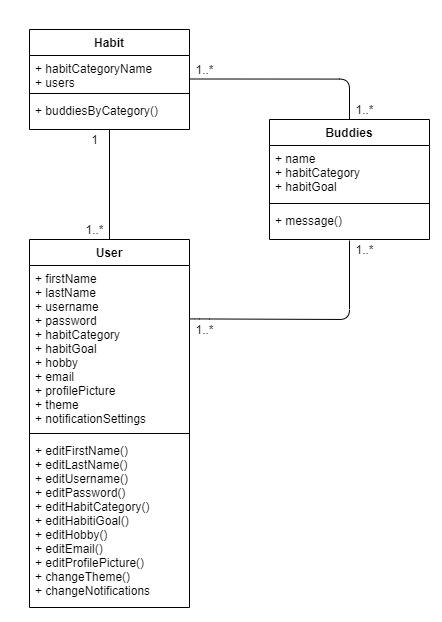 Habit
+ habitCategoryName
+ users
+ buddiesByCategory()
1..*
1..*
Buddies
+ name
+ habitCategory
+ habitGoal
+ message()
1
1..*
1..*
1..*
User
+ firstName
+ lastName
+ username
+ password
+ habitCategory
+ habitGoal
+ hobby
+ email
+ profilePicture
+ theme
+ notificationSettings
+ editFirstName()
+ editLastName()
+ editUsername()
+ editPassword()
+ editHabitCategory()
+ editHabitiGoal()
+ editHobby()
+ editEmail()
+ editProfilePicture()
+ changeTheme()
+ changeNotifications